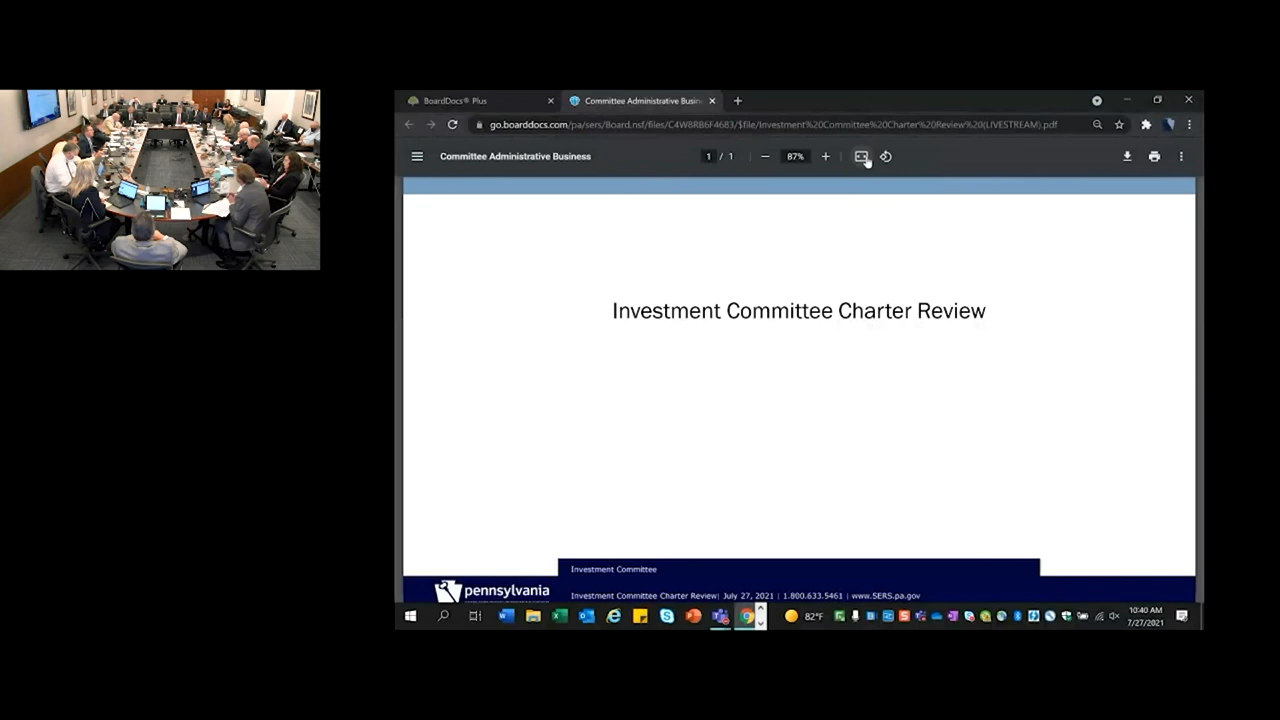 BoardDocs® Plus
Committee Administrative Busin
go.boarddocs.com/pa/sers/Board.nsf/files/C4W8RB6F4683/$file/Investment%20Committee%20Charter%20Review%20(LIVESTREAM).pdf
Committee Administrative Business
1 / 1
87%
Investment Committee Charter Review
Investment Committee
pennsylvania
Investment Committee Charter Review| July 27, 2021 | 1.800.633.5461 | www.SERS.pa.gov
82°F
10:40 AM
7/27/2021